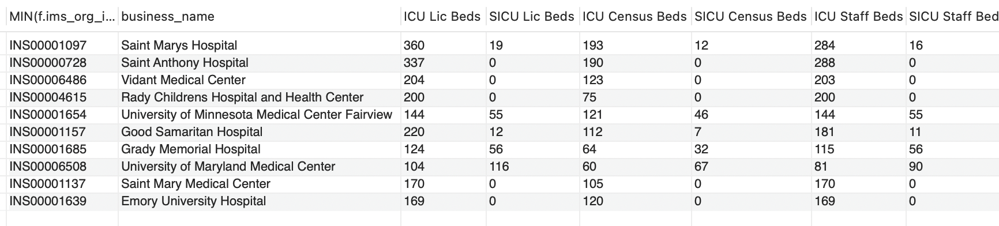 MIN(f.ims_org_i... business_name ICU Lic Beds SICU Lic Beds ICU Census Beds SICU Census Beds ICU Staff Beds SICU Staff Bed
INS00001097 Saint Marys Hospital 360 19 193 12 284 16
INS00000728 Saint Anthony Hospital 337 0 190 0 288 0
INS00006486 Vidant Medical Center 204 0 123 0 203 0
INS00004615 Rady Childrens Hospital and Health Center 200 0 75 0 200 0
INS00001654 University of Minnesota Medical Center Fairview 144 55 121 46 144 55
INS00001157 Good Samaritan Hospital 220 12 112 7 181 11
INS00001685 Grady Memorial Hospital 124 56 64 32 115 56
INS00006508 University of Maryland Medical Center 104 116 60 67 81 90
INS00001137 Saint Mary Medical Center 170 0 105 0 170 0
INS00001639 Emory University Hospital 169 0 120 0 169 0